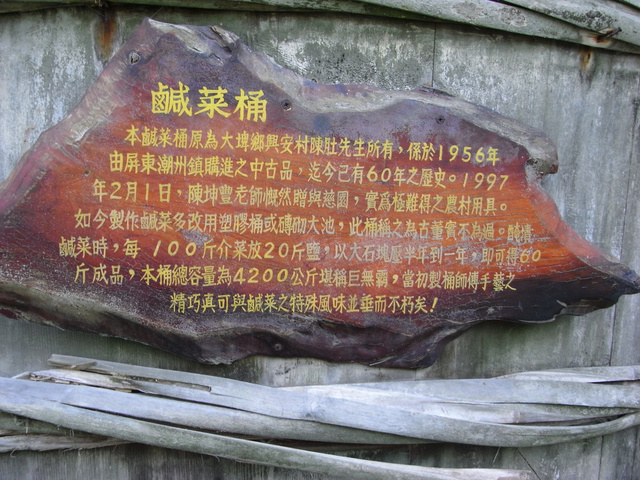 鹹菜桶
本鹹菜桶原為大埤鄉興安村陳肚先生所有，係於1956年
由屏東潮州鎮購進之中古品，迄今已有60年之歷史。1997
年2月1日，陳坤豐老師慨然贈與慈園，實為極難得之農村用具。
如今製作鹹菜多改用塑膠桶或磚砌大池，此桶稱之為古董實不為過。醃漬
鹹菜時，每100斤介菜放20斤鹽，以大石塊壓半年到一年，即可得60
斤成品，本桶總容量為4200公斤堪稱巨無霸，當初製桶師傅手藝之
精巧真可與鹹菜之特殊風味並垂而不朽矣！